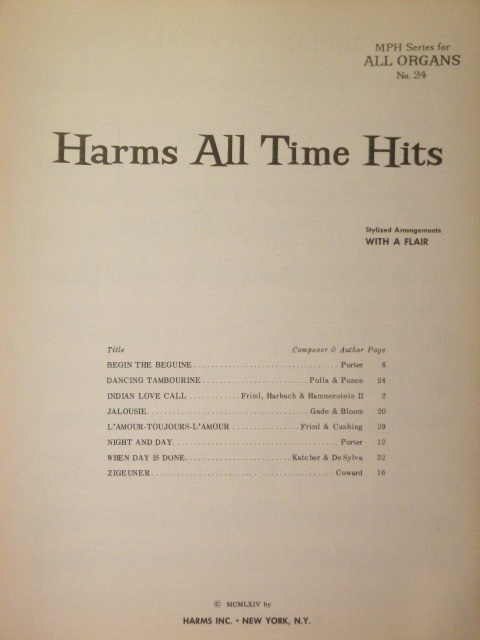 MPH Series for
ALL ORGANS
No. 24
Harms All Time Hits
Stylized Arrangements
WITH A FLAIR
Title Composer & Author Page
BEGIN THE BEGUINE Porter 8
DANCING TAMBOURINE Polla & Ponce 24
INDIAN LOVE CALL Friml, Harbach & Hammerstein II 2
JALOUSIE Gade & Bloom 20
L'AMOUR-TOUJOURS-L'AMOUR Friml & Cushing 29
NIGHT AND DAY Porter 12
WHEN DAY IS DONE Katcher & DeSylva 22
ZIGEUNER Coward 16
© MCMLXIV by
HARMS INC. • NEW YORK, N.Y.